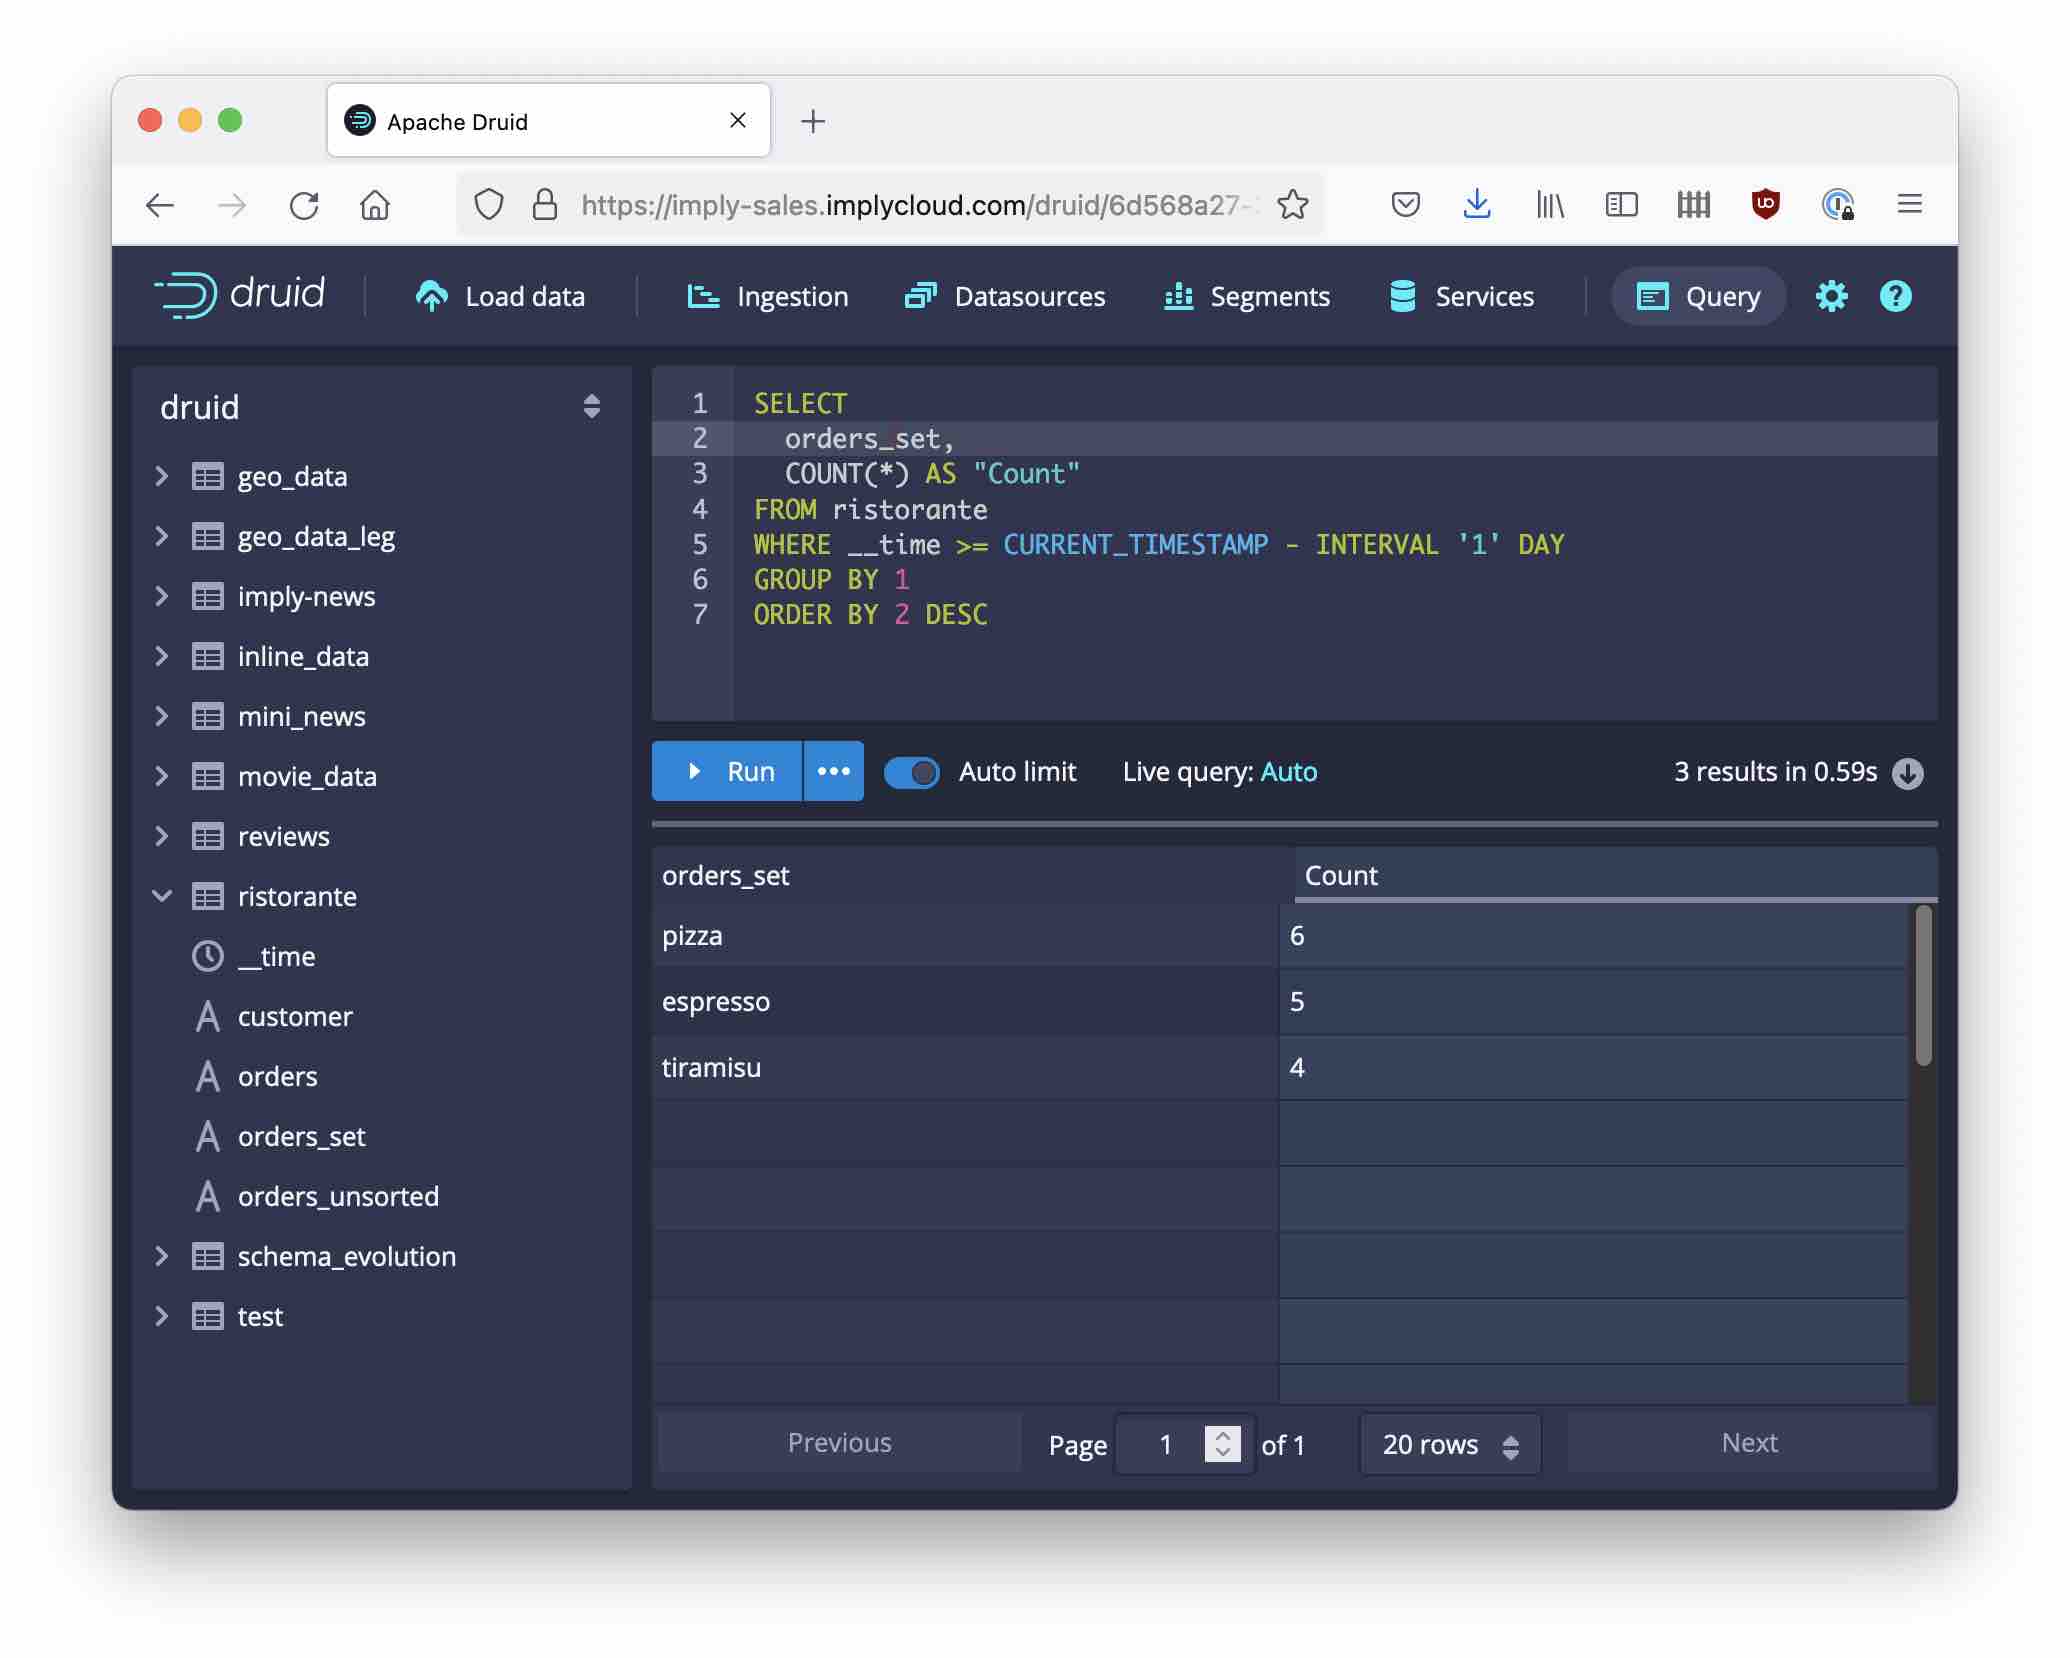 Apache Druid
https://imply-sales.implycloud.com/druid/6d568a27-
druid
Load data
Ingestion
Datasources
Segments
Services
Query
druid
geo_data
geo_data_leg
imply-news
inline_data
mini_news
movie_data
reviews
ristorante
__time
customer
orders
orders_set
orders_unsorted
schema_evolution
test
1 SELECT
2 orders_set,
3 COUNT(*) AS "Count"
4 FROM ristorante
5 WHERE __time >= CURRENT_TIMESTAMP - INTERVAL '1' DAY
6 GROUP BY 1
7 ORDER BY 2 DESC
Run ••• Auto limit Live query: Auto 3 results in 0.59s
orders_set Count
pizza 6
espresso 5
tiramisu 4
Previous Page 1 of 1 20 rows Next